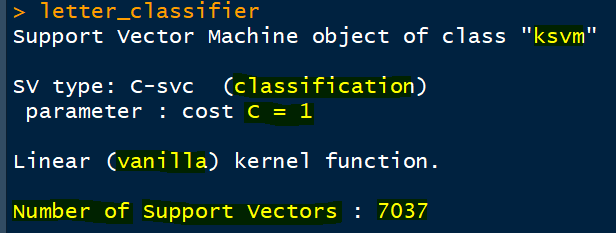 > letter_classifier
Support Vector Machine object of class "ksvm"
SV type: C-svc (classification)
parameter : cost C = 1
Linear (vanilla) kernel function.
Number of Support Vectors : 7037